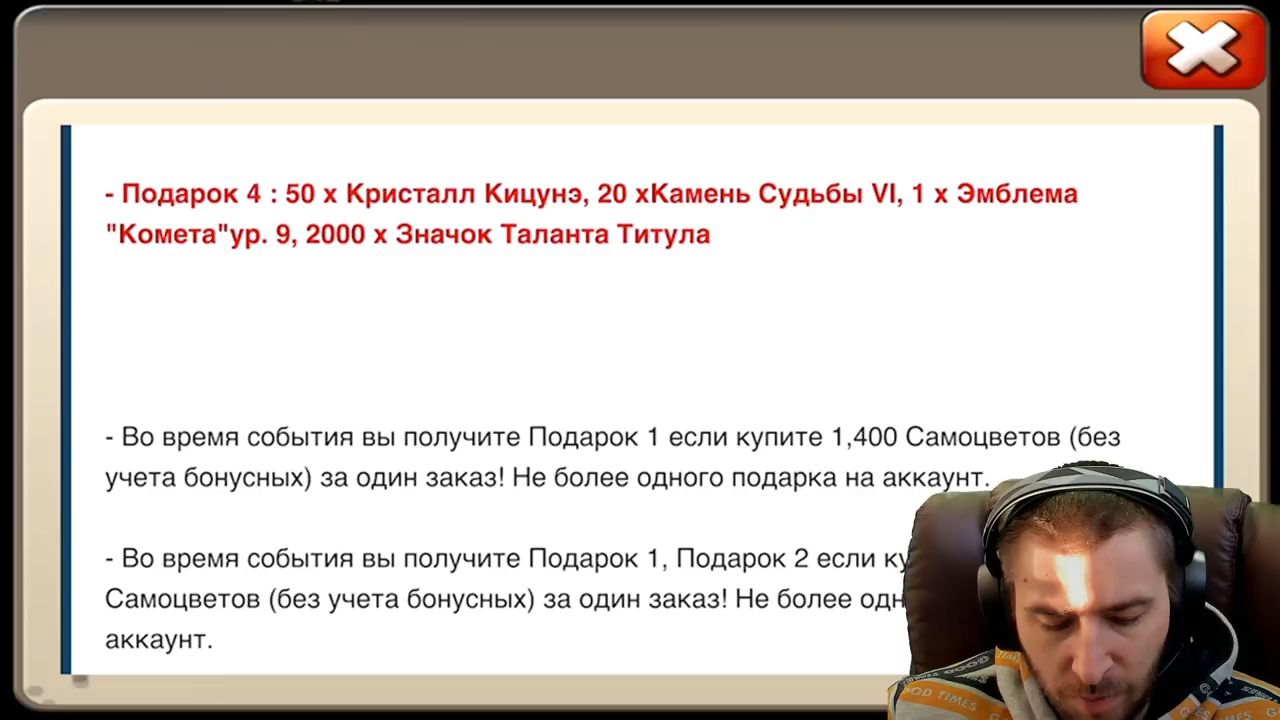 - Подарок 4 : 50 x Кристалл Кицунэ, 20 xКамень Судьбы VI, 1 x Эмблема
"Комета"ур. 9, 2000 x Значок Таланта Титула
- Во время события вы получите Подарок 1 если купите 1,400 Самоцветов (без
учета бонусных) за один заказ! Не более одного подарка на аккаунт.
- Во время события вы получите Подарок 1, Подарок 2 если
Самоцветов (без учета бонусных) за один заказ! Не более
аккаунт.
GOOD TIMES